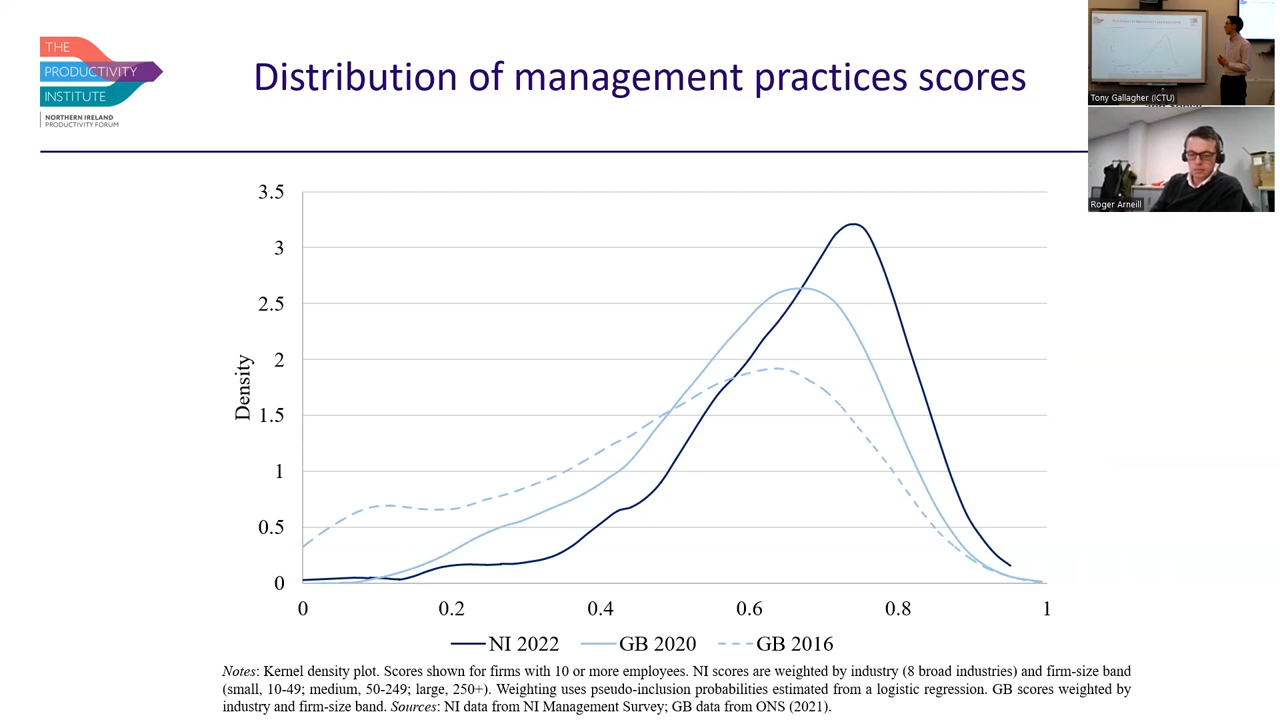 THE
PRODUCTIVITY
INSTITUTE
NORTHERN IRELAND
PRODUCTIVITY FORUM
Distribution of management practices scores
Tony Gallagher (ICTU)
Roger Arneill
3.5
3
2.5
2
1.5
1
0.5
0
Density
0 0.2 0.4 0.6 0.8 1
NI 2022 GB 2020 GB 2016
Notes: Kernel density plot. Scores shown for firms with 10 or more employees. NI scores are weighted by industry (8 broad industries) and firm-size band
(small, 10-49; medium, 50-249; large, 250+). Weighting uses pseudo-inclusion probabilities estimated from a logistic regression. GB scores weighted by
industry and firm-size band. Sources: NI data from NI Management Survey; GB data from ONS (2021).